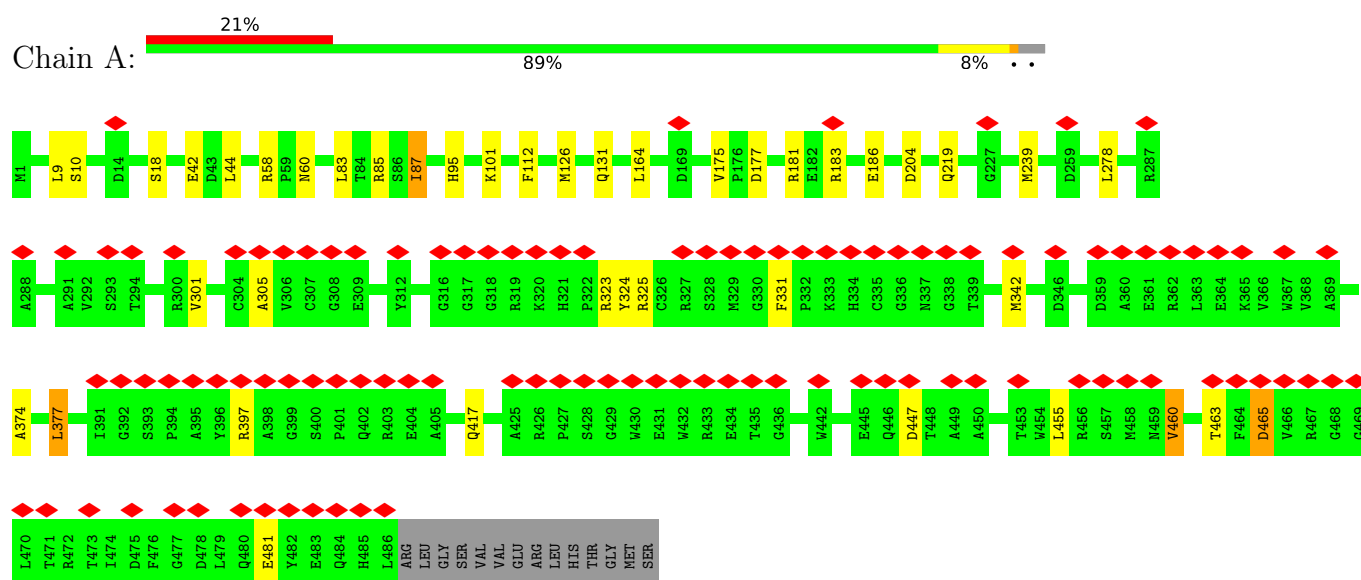 21%
Chain A:
89% 8% • •
M1 L9 S10 D14 S18 E42 D43 L44 R58 P59 N60 L83 T84 R85 S86 I87 H95 K101 F112 M126 Q131 L164 D169 V175 P176 D177 R181 E182 R183 E186 D204 Q219 G227 M239 D259 L278 R287
A288 A291 V292 S293 T294 R300 V301 C304 A305 V306 C307 G308 E309 Y312 G316 G317 G318 R319 K320 H321 P322 R323 Y324 R325 C326 R327 S328 M329 G330 F331 P332 K333 H334 C335 G336 N337 G338 T339 M342 D346 D359 A360 E361 R362 L363 E364 K365 V366 W367 V368 A369
A374 L377 I391 G392 S393 P394 A395 Y396 R397 A398 G399 S400 P401 Q402 R403 E404 A405 Q417 A425 R426 P427 S428 G429 W430 E431 W432 R433 E434 T435 G436 W442 E445 Q446 D447 T448 A449 A450 T453 W454 L455 R456 S457 M458 N459 V460 T463 F464 D465 V466 R467 G468 G469
L470 T471 R472 T473 I474 D475 F476 G477 D478 L479 Q480 E481 Y482 E483 Q484 H485 L486 ARG LEU GLY SER VAL VAL GLU ARG LEU HIS THR GLY MET SER